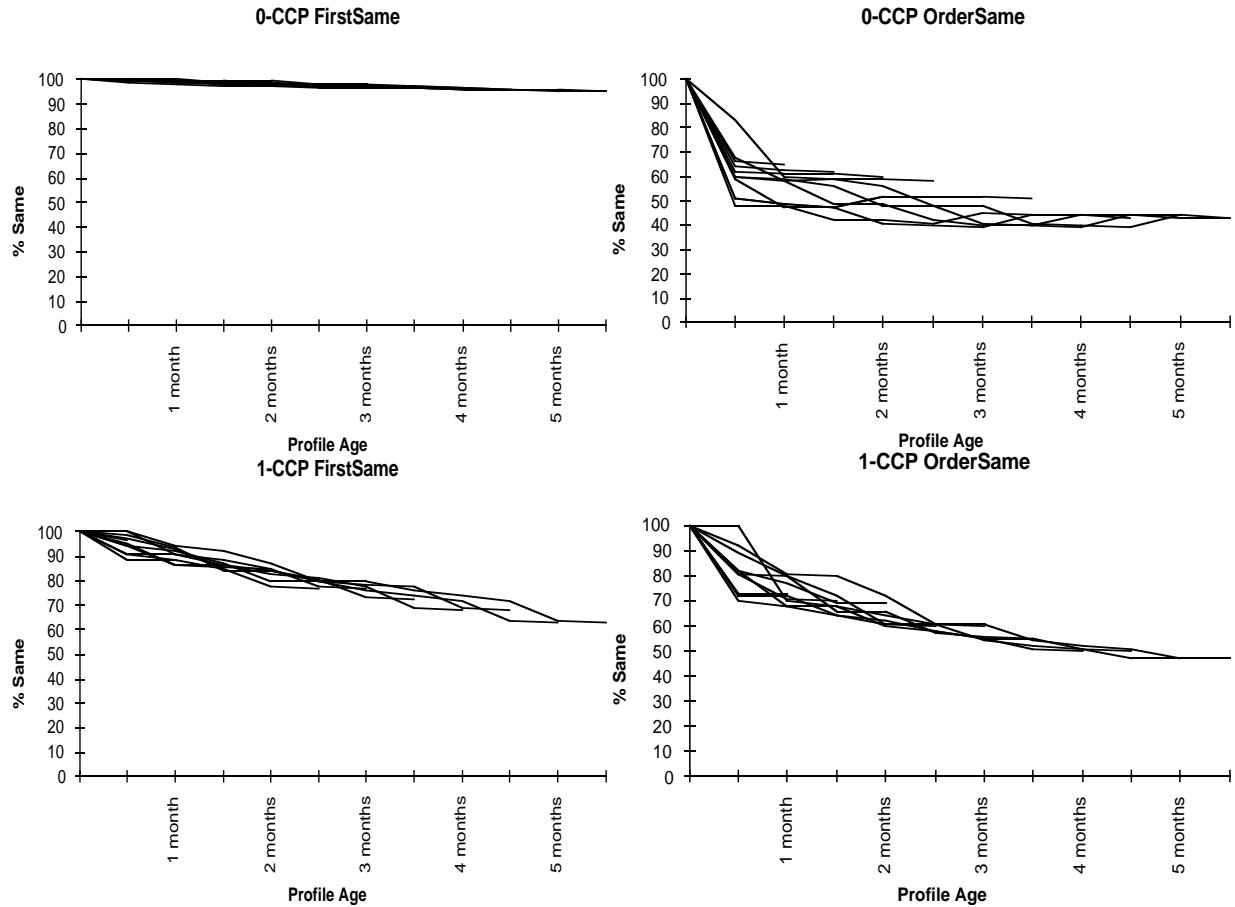 0-CCP FirstSame
100
90
80
70
60
50
40
30
20
10
0
% Same
1 month
2 months
3 months
4 months
5 months
Profile Age
0-CCP OrderSame
100
90
80
70
60
50
40
30
20
10
0
% Same
1 month
2 months
3 months
4 months
5 months
Profile Age
1-CCP FirstSame
100
90
80
70
60
50
40
30
20
10
0
% Same
1 month
2 months
3 months
4 months
5 months
Profile Age
1-CCP OrderSame
100
90
80
70
60
50
40
30
20
10
0
% Same
1 month
2 months
3 months
4 months
5 months
Profile Age